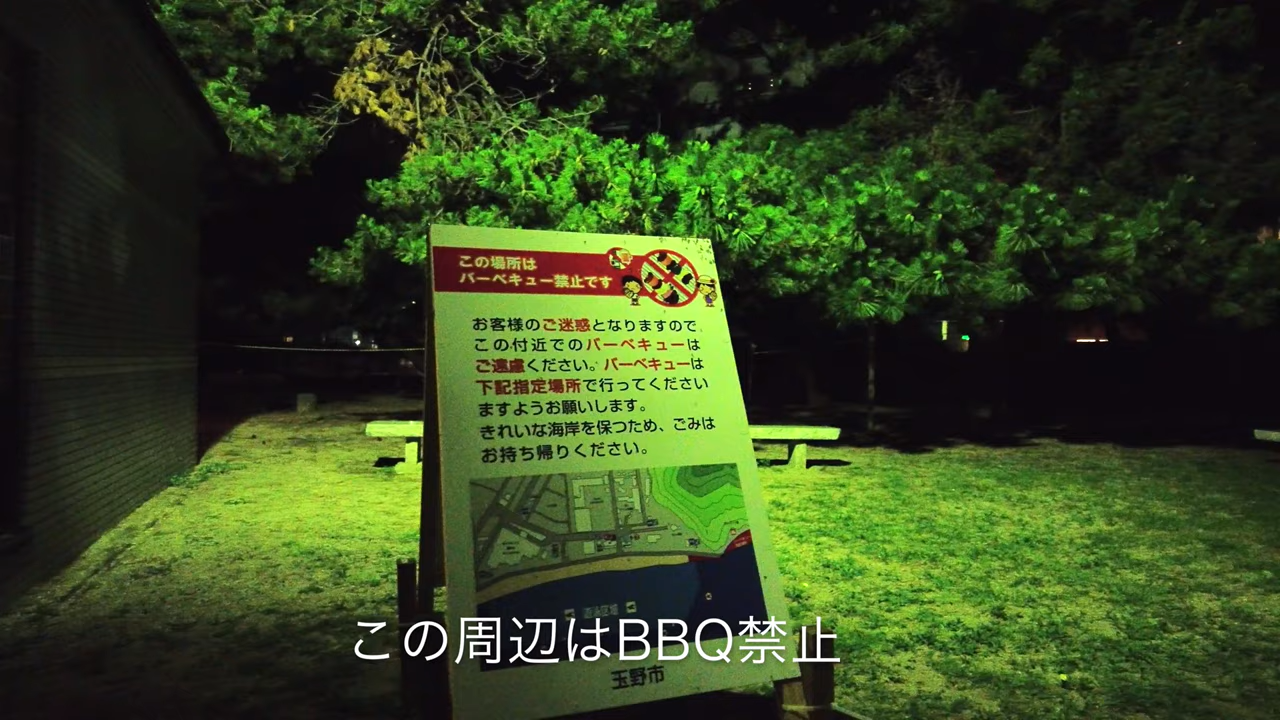 この場所は
バーベキュー禁止です
お客様のご迷惑となりますので
この付近でのバーベキューは
ご遠慮ください。バーベキューは
下記指定場所で行ってください
ますようお願いします。
きれいな海岸を保つため、ごみは
お持ち帰りください。
この周辺はBBQ禁止
玉野市